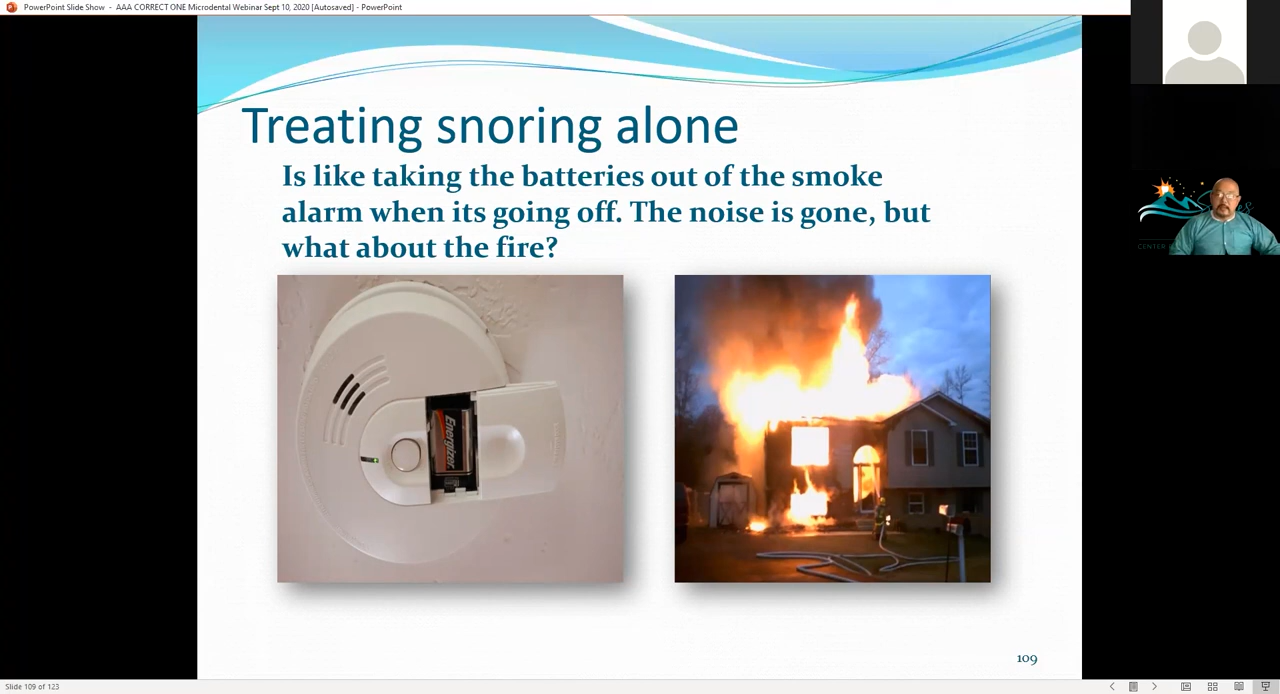 PowerPoint Slide Show - AAA CORRECT ONE Microdental Webinar Sept 10, 2020 [Autosaved] - PowerPoint
Treating snoring alone
Is like taking the batteries out of the smoke
alarm when its going off. The noise is gone, but
what about the fire?
Energizer
109
Slide 109 of 123